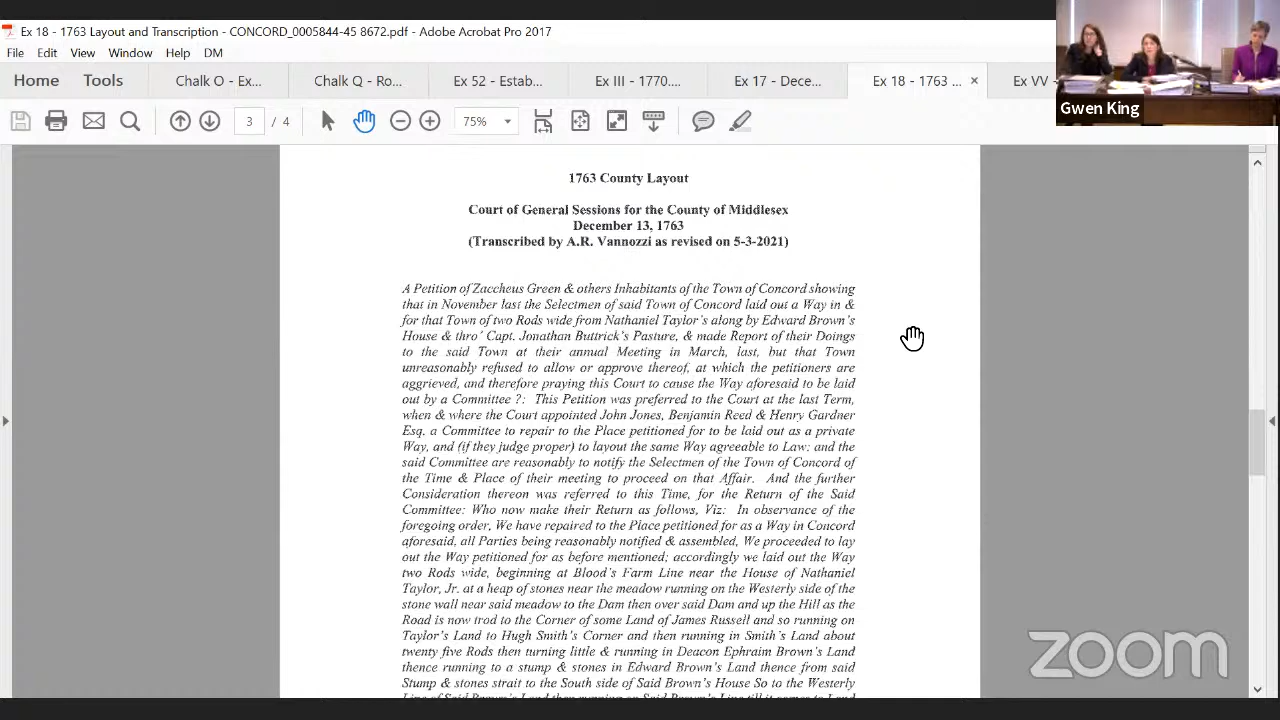 Ex 18 - 1763 Layout and Transcription - CONCORD_0005844-45 8672.pdf - Adobe Acrobat Pro 2017
File Edit View Window Help DM
Home Tools Chalk O - Ex... Chalk Q - Ro... Ex 52 - Estab... Ex III - 1770.... Ex 17 - Dece... Ex 18 - 1763 ... × Ex VV -
Gwen King
3 / 4 75%
1763 County Layout
Court of General Sessions for the County of Middlesex
December 13, 1763
(Transcribed by A.R. Vannozzi as revised on 5-3-2021)
A Petition of Zaccheus Green & others Inhabitants of the Town of Concord showing
that in November last the Selectmen of said Town of Concord laid out a Way in &
for that Town of two Rods wide from Nathaniel Taylor's along by Edward Brown's
House & thro' Capt. Jonathan Buttrick's Pasture, & made Report of their Doings
to the said Town at their annual Meeting in March, last, but that Town
unreasonably refused to allow or approve thereof, at which the petitioners are
aggrieved, and therefore praying this Court to cause the Way aforesaid to be laid
out by a Committee ?: This Petition was preferred to the Court at the last Term,
when & where the Court appointed John Jones, Benjamin Reed & Henry Gardner
Esq. a Committee to repair to the Place petitioned for to be laid out as a private
Way, and (if they judge proper) to layout the same Way agreeable to Law: and the
said Committee are reasonably to notify the Selectmen of the Town of Concord of
the Time & Place of their meeting to proceed on that Affair. And the further
Consideration thereon was referred to this Time, for the Return of the Said
Committee: Who now make their Return as follows, Viz: In observance of the
foregoing order, We have repaired to the Place petitioned for as a Way in Concord
aforesaid, all Parties being reasonably notified & assembled, We proceeded to lay
out the Way petitioned for as before mentioned; accordingly we laid out the Way
two Rods wide, beginning at Blood's Farm Line near the House of Nathaniel
Taylor, Jr. at a heap of stones near the meadow running on the Westerly side of the
stone wall near said meadow to the Dam then over said Dam and up the Hill as the
Road is now trod to the Corner of some Land of James Russell and so running on
Taylor's Land to Hugh Smith's Corner and then running in Smith's Land about
twenty five Rods then turning little & running in Deacon Ephraim Brown's Land
thence running to a stump & stones in Edward Brown's Land thence from said
Stump & stones strait to the South side of Said Brown's House So to the Westerly
Line of Said Brown's Land then running on Said Brown's Line till it comes to Land
zoom